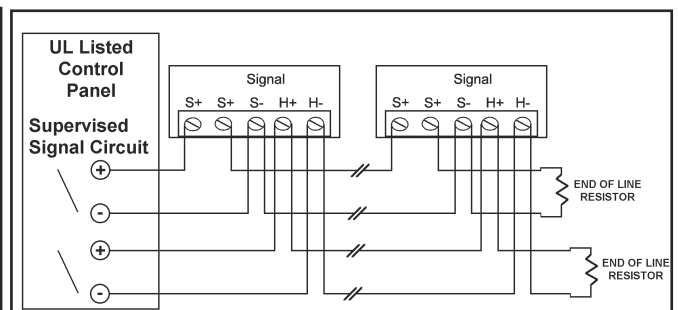 UL Listed
Control
Panel
Supervised
Signal Circuit
+
-
+
-
Signal
S+ S+ S- H+ H-
Signal
S+ S+ S- H+ H-
END OF LINE
RESISTOR
END OF LINE
RESISTOR